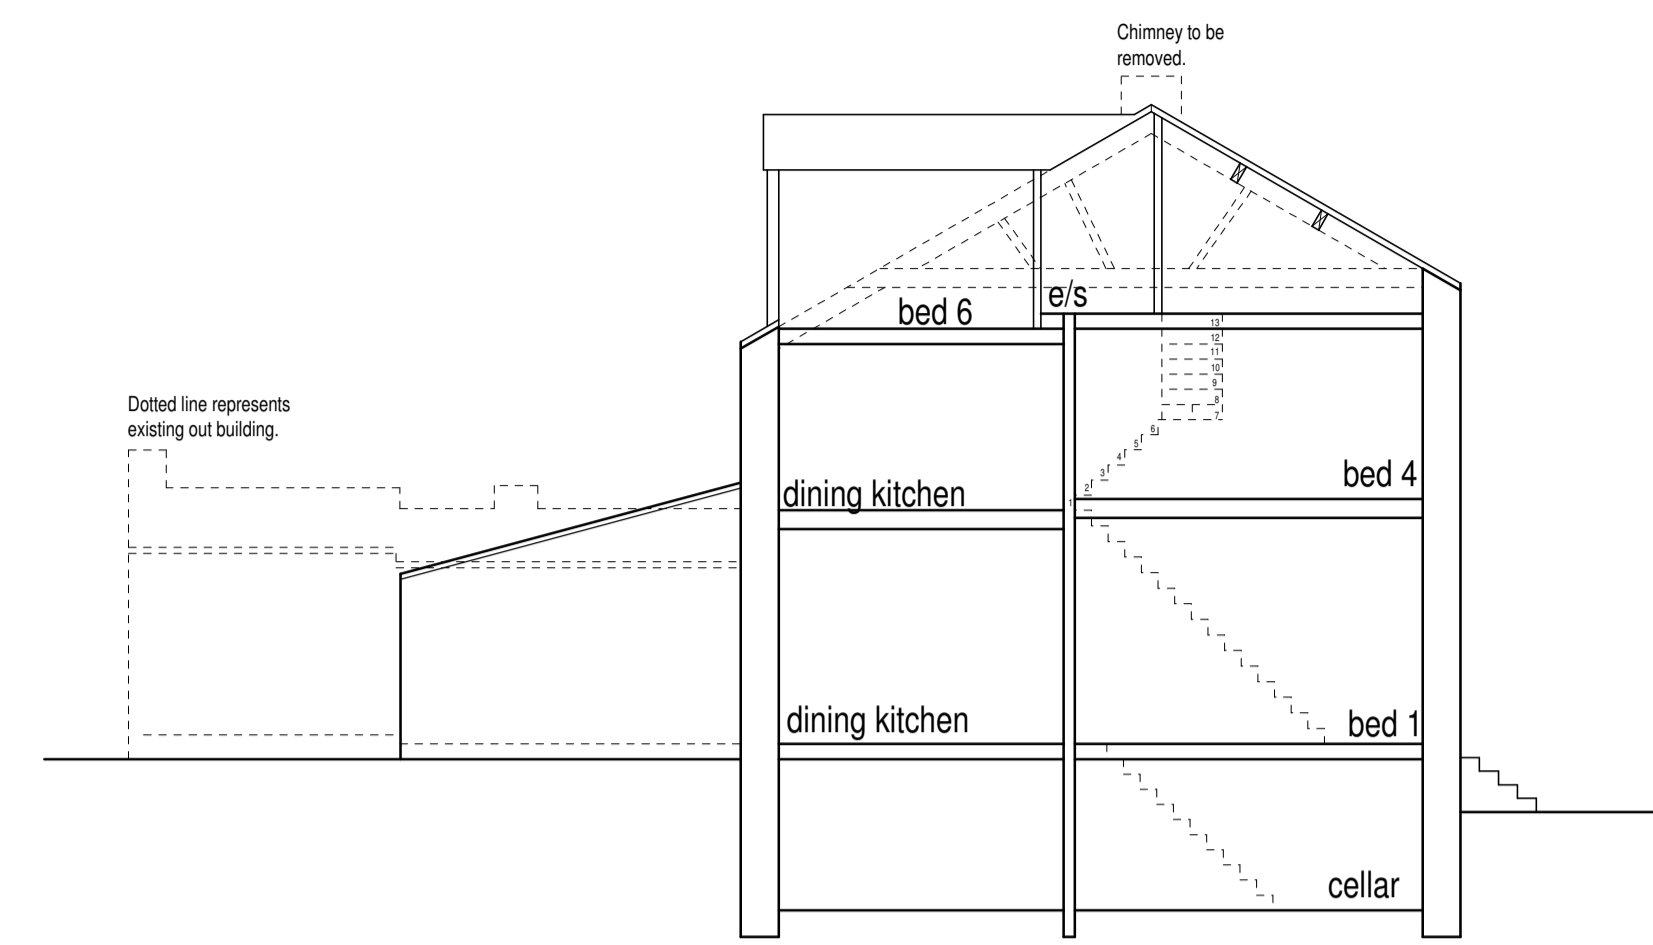 Chimney to be
removed.
e/s
bed 6
13
12
11
10
9
8
7
6
5
4
3
2
1
Dotted line represents
existing out building.
bed 4
dining kitchen
dining kitchen
bed 1
cellar